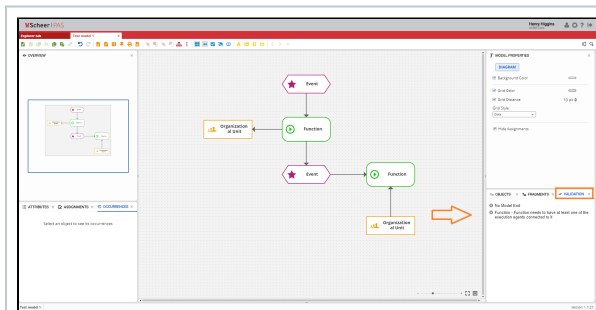 Scheer PAS
Henry Higgins
Explorer tab
Test model 1
OVERVIEW
Event
Organization
al Unit
Function
Event
Function
Organization
al Unit
ATTRIBUTES
ASSIGNMENTS
OCCURRENCES
Select an object to see its occurrences
MODEL PROPERTIES
DIAGRAM
Background Color
Grid Color
Grid Distance
10 px
Grid Style
Dots
Hide Assignments
OBJECTS
FRAGMENTS
VALIDATION
No Model End
Function - Function needs to have at least one of the
execution agents connected to it
Test model 1